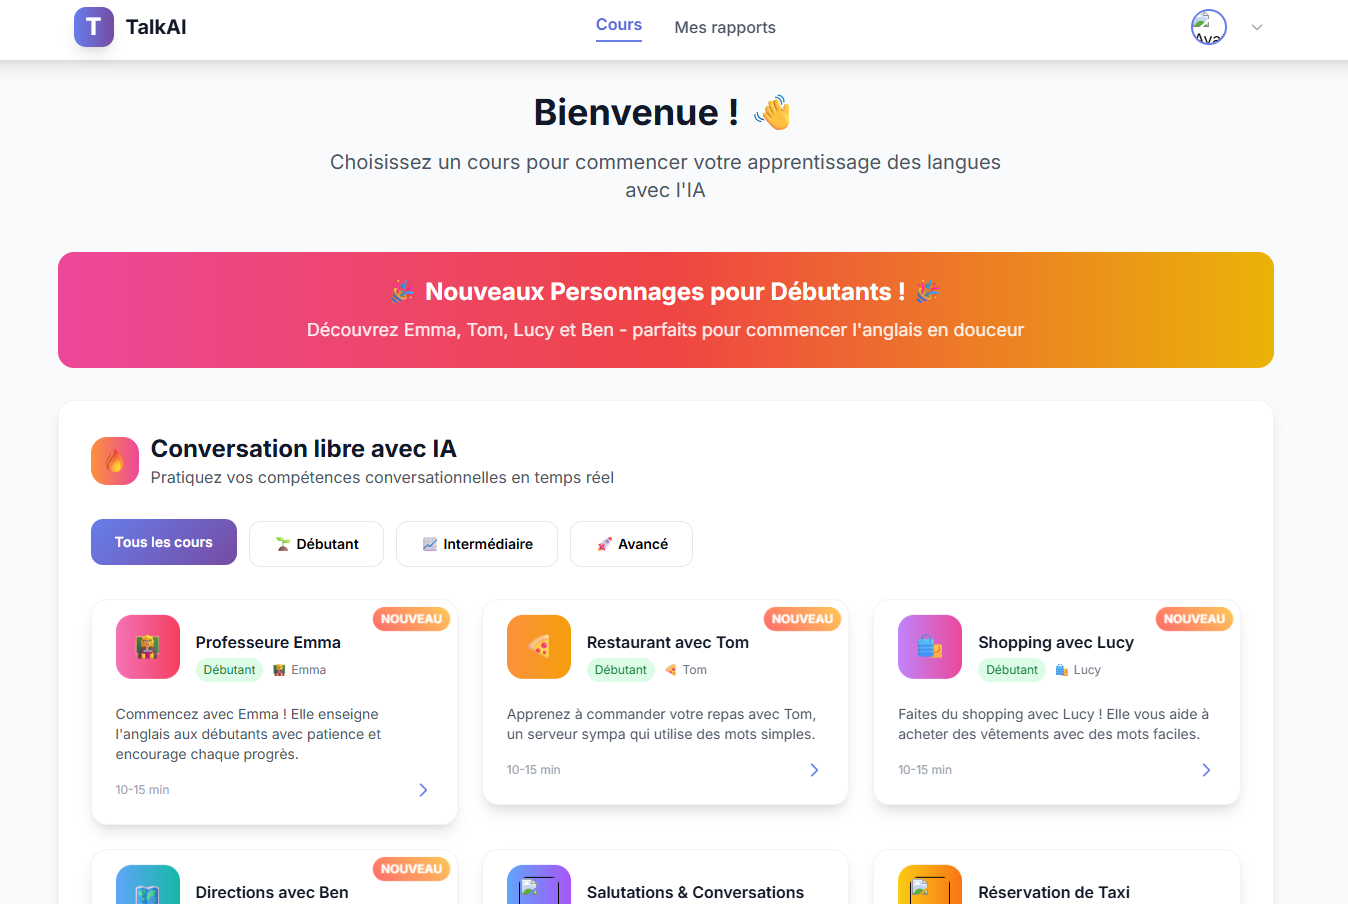 T TalkAI
Cours
Mes rapports
Ava
Bienvenue ! 👋
Choisissez un cours pour commencer votre apprentissage des langues
avec l'IA
🎉 Nouveaux Personnages pour Débutants ! 🎉
Découvrez Emma, Tom, Lucy et Ben - parfaits pour commencer l'anglais en douceur
Conversation libre avec IA
Pratiquez vos compétences conversationnelles en temps réel
Tous les cours
Débutant
Intermédiaire
Avancé
NOUVEAU
Professeure Emma
Débutant
Emma
Commencez avec Emma ! Elle enseigne
l'anglais aux débutants avec patience et
encourage chaque progrès.
10-15 min
NOUVEAU
Restaurant avec Tom
Débutant
Tom
Apprenez à commander votre repas avec Tom,
un serveur sympa qui utilise des mots simples.
10-15 min
NOUVEAU
Shopping avec Lucy
Débutant
Lucy
Faites du shopping avec Lucy ! Elle vous aide à
acheter des vêtements avec des mots faciles.
10-15 min
NOUVEAU
Directions avec Ben
Salutations & Conversations
Réservation de Taxi